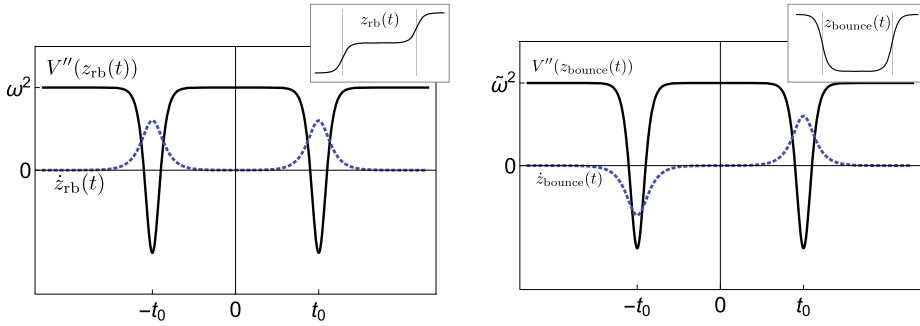 z_rb(t)
V''(z_rb(t))
ω²
0
ż_rb(t)
−t₀
0
t₀
z_bounce(t)
V''(z_bounce(t))
ω̃²
0
ż_bounce(t)
−t₀
0
t₀